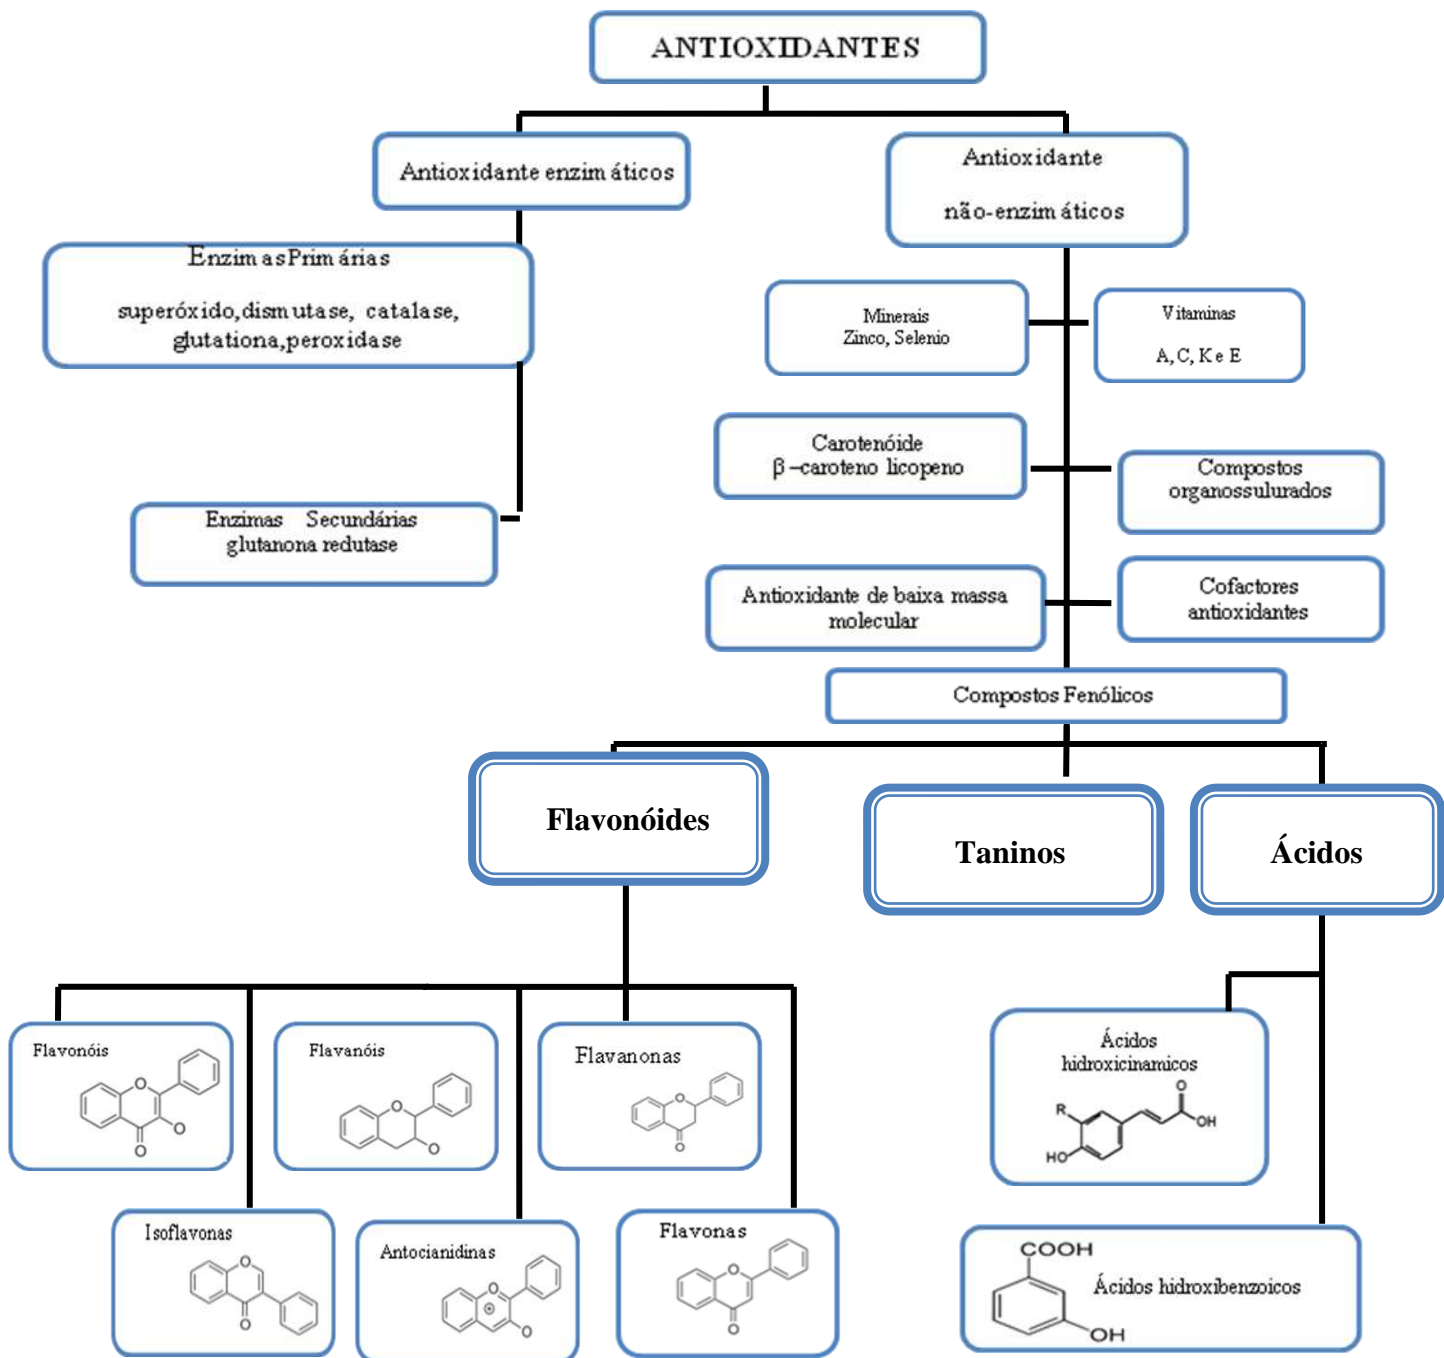 ANTIOXIDANTES
Antioxidante enzimáticos
Antioxidante
não-enzimáticos
Enzimas Primárias
superóxido,dismutase, catalase,
glutationa,peroxidase
Minerais
Zinco, Selenio
Vitaminas
A, C, K e E
Carotenóide
β –caroteno licopeno
Compostos
organossulurados
Enzimas Secundárias
glutanona redutase
Antioxidante de baixa massa
molecular
Cofactores
antioxidantes
Compostos Fenólicos
Flavonóides
Taninos
Ácidos
Flavonóis
O
O
O
Flavanóis
O
O
Flavanonas
O
O
Ácidos
hidroxicinamicos
O
R
OH
HO
Isoflavonas
O
O
Antocianidinas
O
+
O
Flavonas
O
O
COOH
Ácidos hidroxibenzoicos
OH